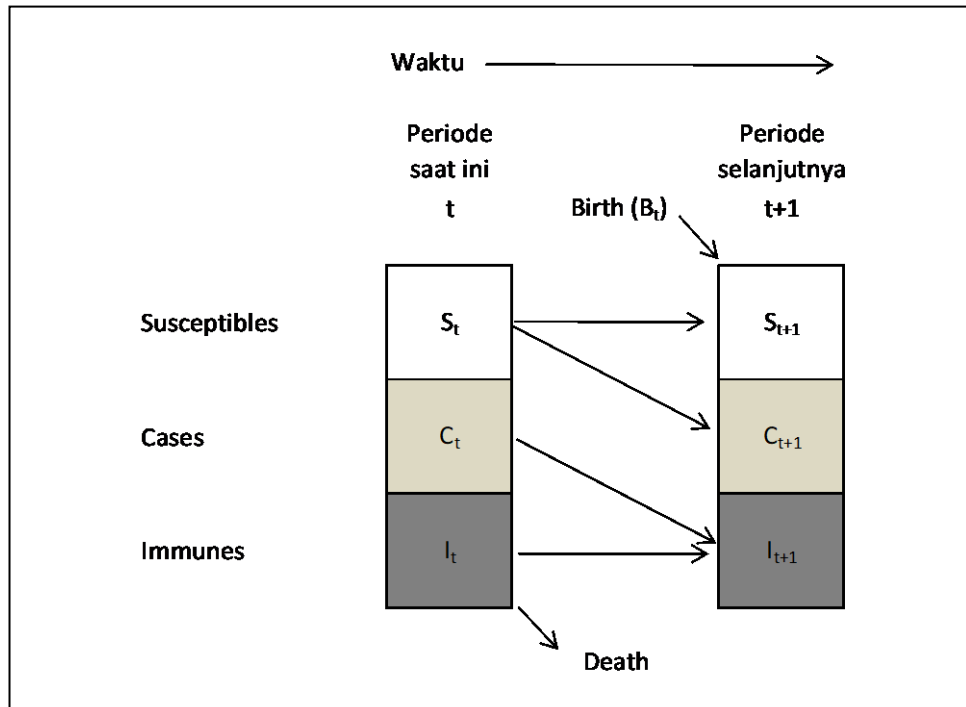 Waktu
Periode
saat ini
t
Periode
selanjutnya
t+1
Birth (Bₜ)
Susceptibles
Sₜ
Sₜ₊₁
Cases
Cₜ
Cₜ₊₁
Immunes
Iₜ
Iₜ₊₁
Death